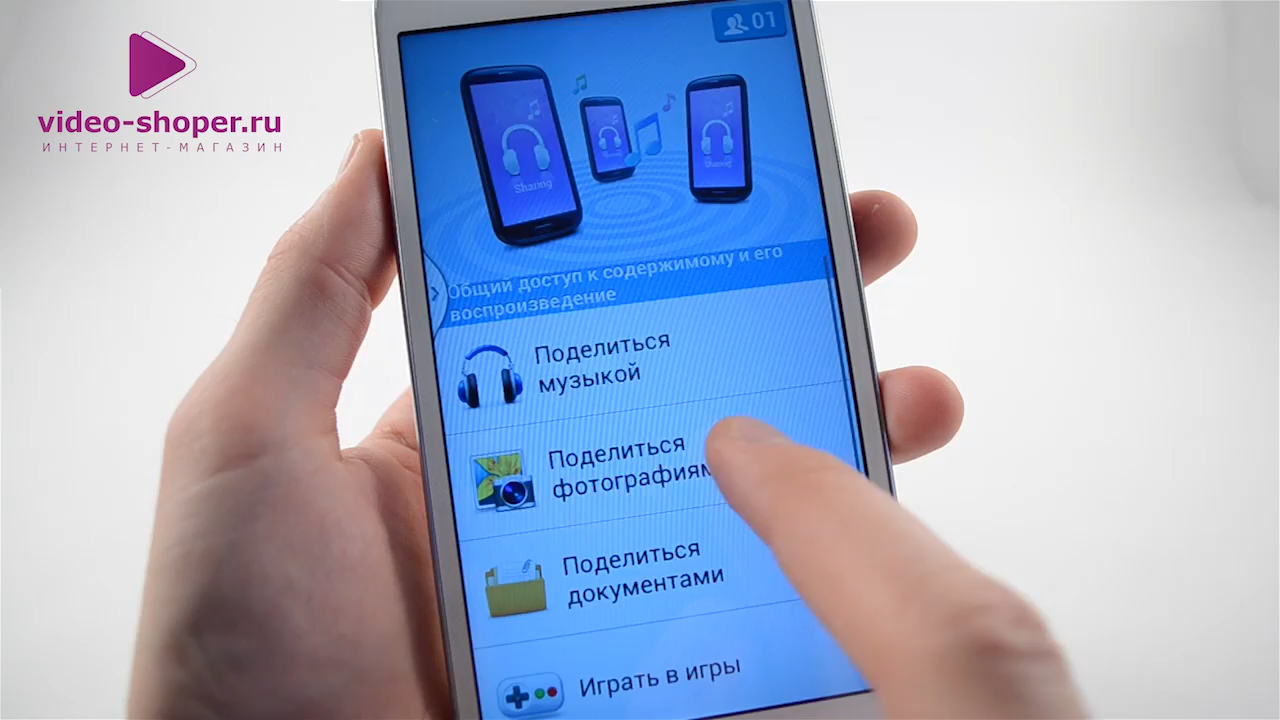 video-shoper.ru
ИНТЕРНЕТ-МАГАЗИН
01
Sharing
Sharing
Общий доступ к содержимому и его
воспроизведение
Поделиться
музыкой
Поделиться
фотографиям
Поделиться
документами
Играть в игры